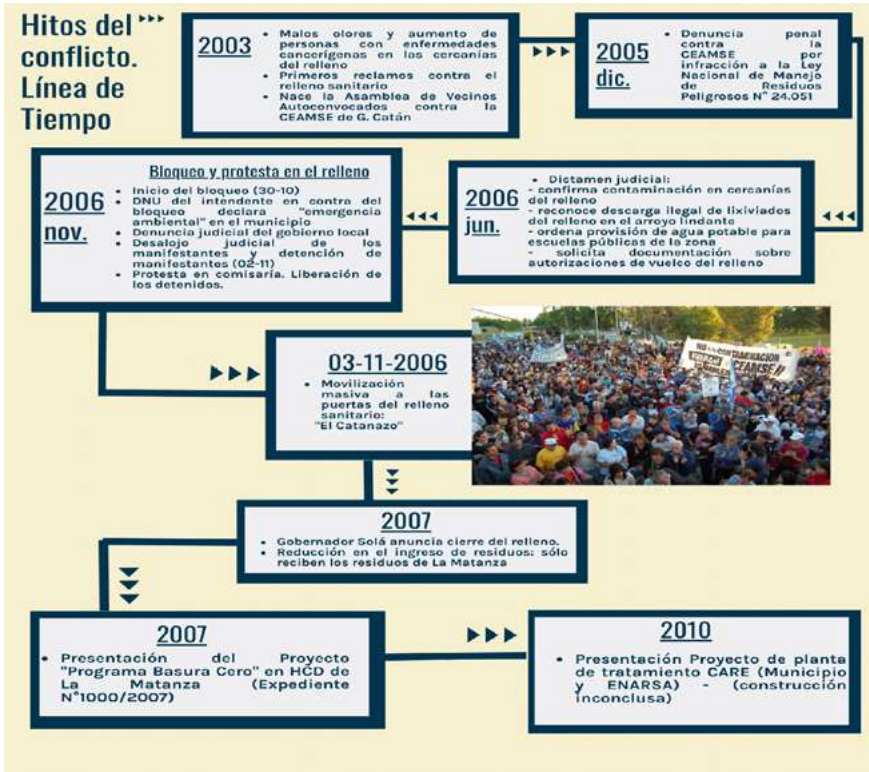 Hitos del
conflicto.
Línea de
Tiempo
2003
• Malos olores y aumento de
personas con enfermedades
cancerígenas en las cercanías
del relleno
• Primeros reclamos contra el
relleno sanitario
• Nace la Asamblea de Vecinos
Autoconvocados contra la
CEAMSE de G. Catán
2005
dic.
• Denuncia penal
contra la
CEAMSE por
infracción a la Ley
Nacional de Manejo
de Residuos
Peligrosos N° 24.051
2006
jun.
• Dictamen judicial:
- confirma contaminación en cercanías
del relleno
- reconoce descarga ilegal de lixiviados
del relleno en el arroyo lindante
- ordena provisión de agua potable para
escuelas públicas de la zona
- solicita documentación sobre
autorizaciones de vuelco del relleno
2006
nov.
Bloqueo y protesta en el relleno
• Inicio del bloqueo (30-10)
• DNU del intendente en contra del
bloqueo declara "emergencia
ambiental" en el municipio
• Denuncia judicial del gobierno local
• Desalojo judicial de los
manifestantes y detención de
manifestantes (02-11)
• Protesta en comisaría. Liberación de
los detenidos.
03-11-2006
• Movilización
masiva a las
puertas del relleno
sanitario:
"El Catanazo"
CONTAMINACION
CEAMSE!!
2007
• Gobernador Solá anuncia cierre del relleno.
• Reducción en el ingreso de residuos: sólo
reciben los residuos de La Matanza
2007
• Presentación del Proyecto
"Programa Basura Cero" en HCD de
La Matanza (Expediente
N°1000/2007)
2010
• Presentación Proyecto de planta
de tratamiento CARE (Municipio
y ENARSA) - (construcción
inconclusa)